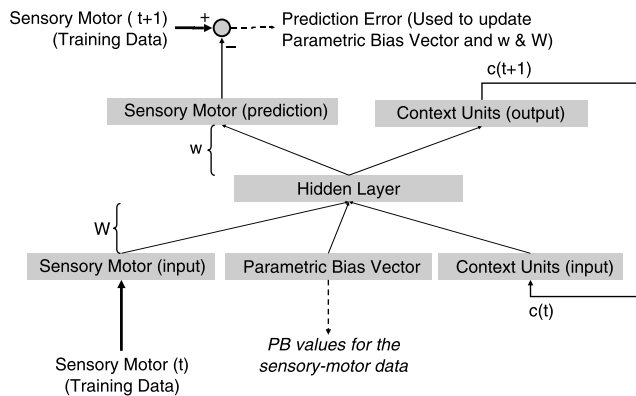 Sensory Motor ( t+1)
(Training Data)
+
−
Prediction Error (Used to update
Parametric Bias Vector and w & W)
c(t+1)
Sensory Motor (prediction)
Context Units (output)
w
Hidden Layer
W
Sensory Motor (input)
Parametric Bias Vector
Context Units (input)
c(t)
PB values for the
sensory-motor data
Sensory Motor (t)
(Training Data)